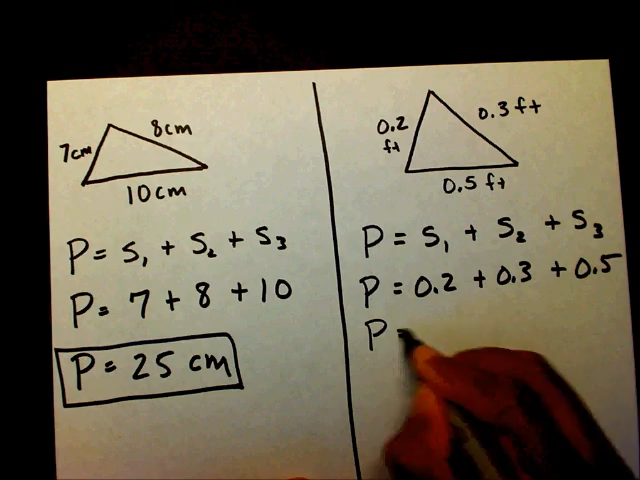 7cm
8cm
10cm
P = S₁ + S₂ + S₃
P = 7 + 8 + 10
P = 25 cm
0.2 ft
0.3 ft
0.5 ft
P = S₁ + S₂ + S₃
P = 0.2 + 0.3 + 0.5
P =